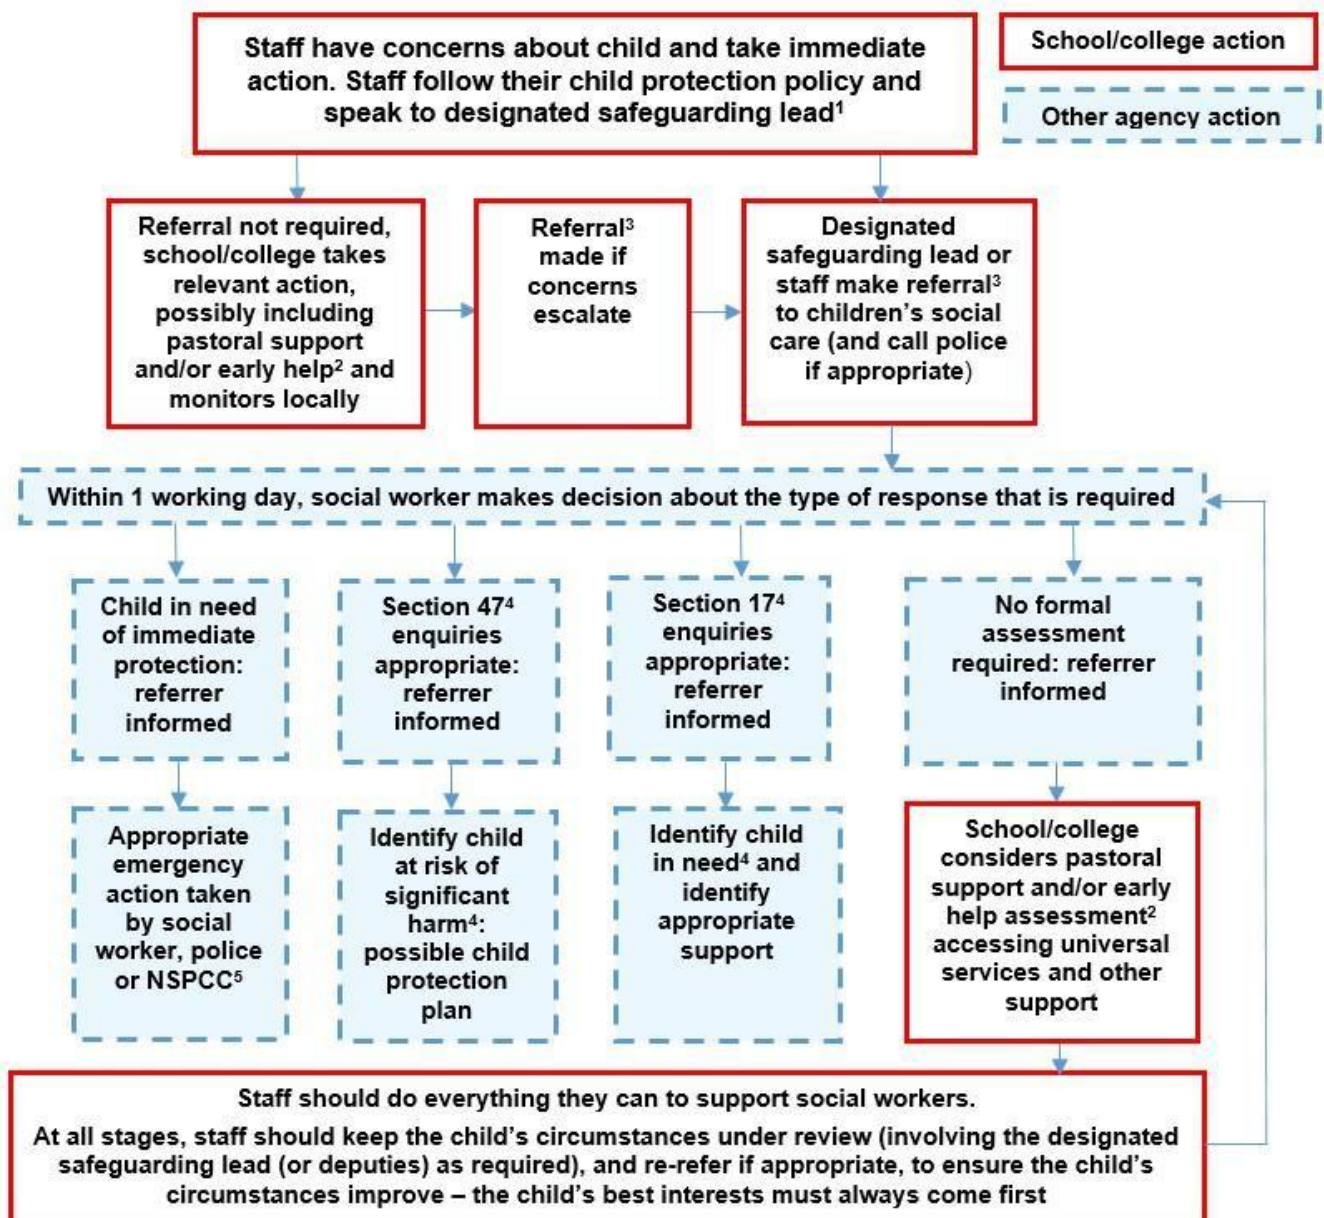 Staff have concerns about child and take immediate
action. Staff follow their child protection policy and
speak to designated safeguarding lead¹
School/college action
Other agency action
Referral not required,
school/college takes
relevant action,
possibly including
pastoral support
and/or early help² and
monitors locally
Referral³
made if
concerns
escalate
Designated
safeguarding lead or
staff make referral³
to children’s social
care (and call police
if appropriate)
Within 1 working day, social worker makes decision about the type of response that is required
Child in need
of immediate
protection:
referrer
informed
Section 47⁴
enquiries
appropriate:
referrer
informed
Section 17⁴
enquiries
appropriate:
referrer
informed
No formal
assessment
required: referrer
informed
Appropriate
emergency
action taken
by social
worker, police
or NSPCC⁵
Identify child
at risk of
significant
harm⁴:
possible child
protection
plan
Identify child
in need⁴ and
identify
appropriate
support
School/college
considers pastoral
support and/or early
help assessment²
accessing universal
services and other
support
Staff should do everything they can to support social workers.
At all stages, staff should keep the child’s circumstances under review (involving the designated
safeguarding lead (or deputies) as required), and re-refer if appropriate, to ensure the child’s
circumstances improve – the child’s best interests must always come first